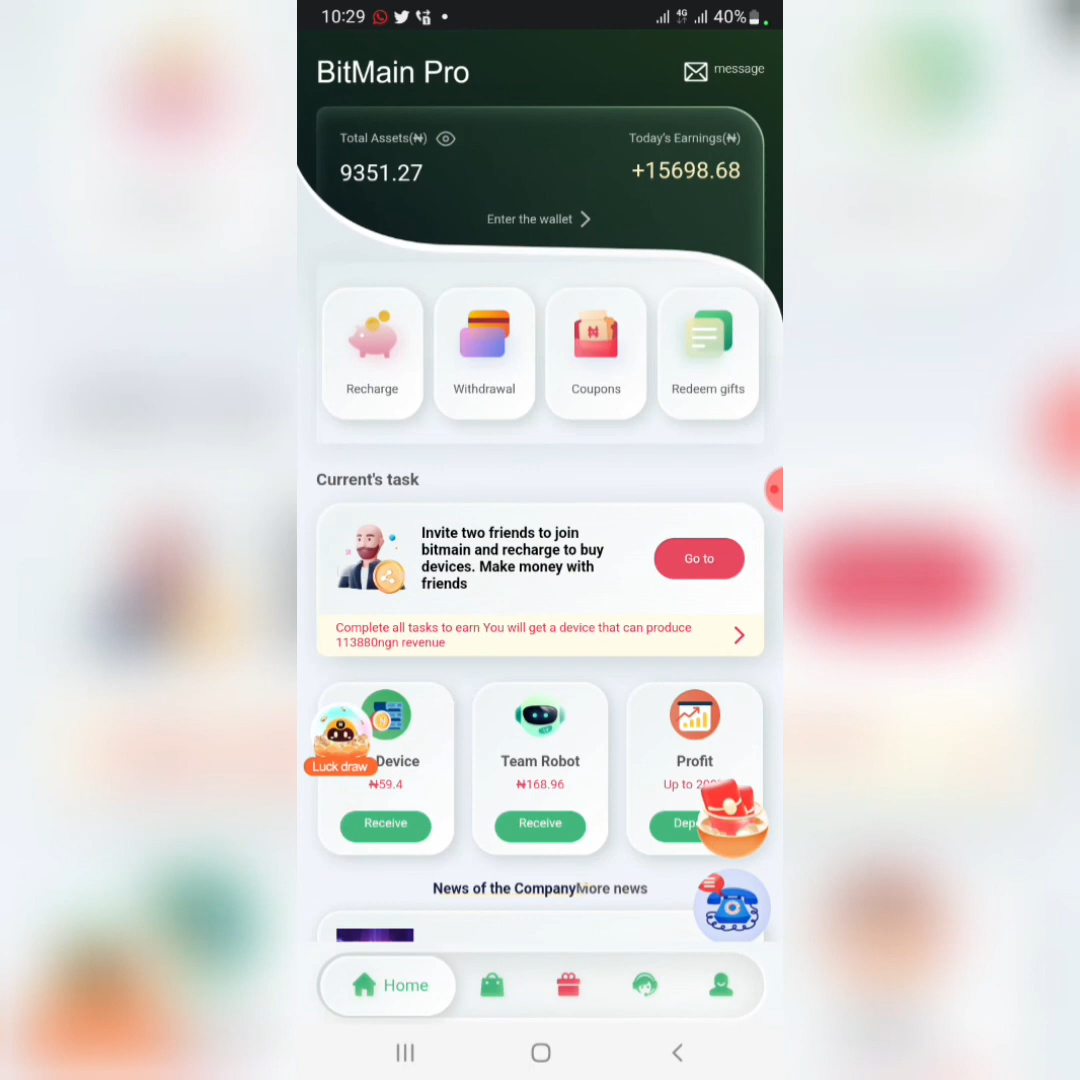 10:29
4G
40%
BitMain Pro
message
Total Assets(₦)
Today's Earnings(₦)
9351.27
+15698.68
Enter the wallet
Recharge
Withdrawal
Coupons
Redeem gifts
Current's task
Invite two friends to join
bitmain and recharge to buy
devices. Make money with
friends
Go to
Complete all tasks to earn You will get a device that can produce
113880ngn revenue
Luck draw
Device
Team Robot
Profit
₦59.4
₦168.96
Up to
Receive
Receive
News of the Company
More news
Home